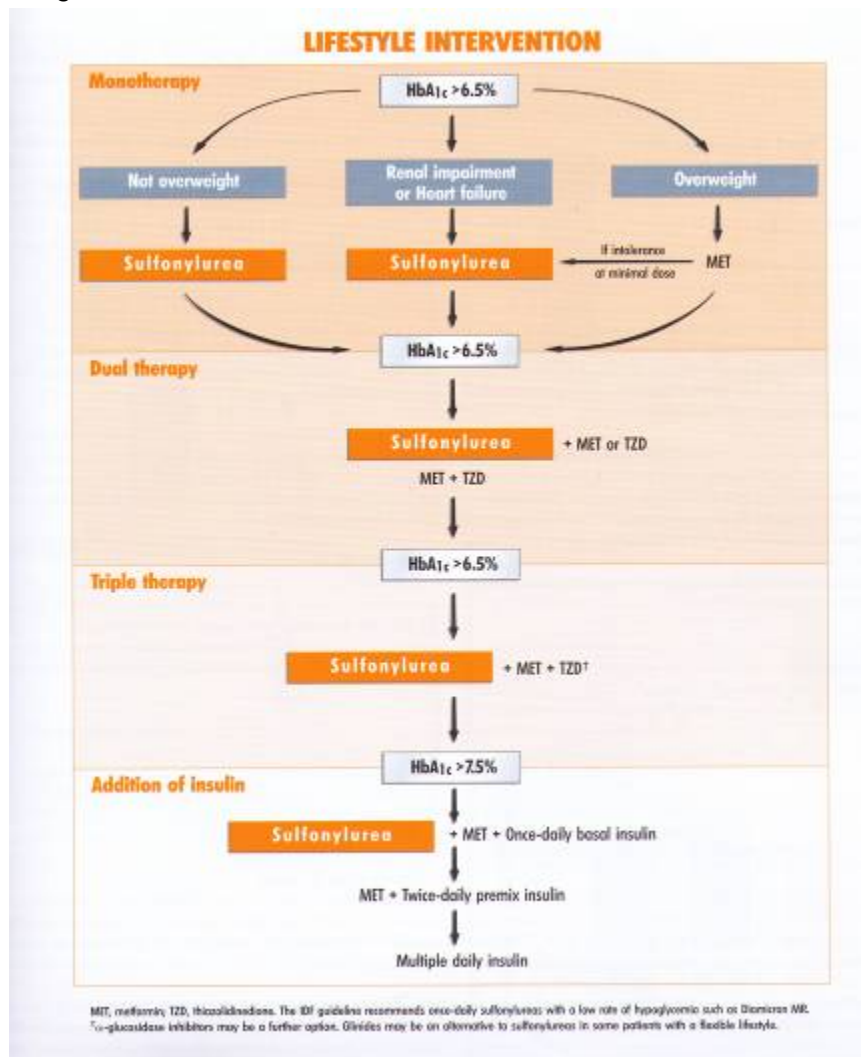 LIFESTYLE INTERVENTION
Monotherapy
HbA1c >6.5%
Not overweight
Renal impairment
or Heart failure
Overweight
Sulfonylurea
Sulfonylurea
If intolerance
at minimal dose
MET
HbA1c >6.5%
Dual therapy
Sulfonylurea + MET or TZD
MET + TZD
HbA1c >6.5%
Triple therapy
Sulfonylurea + MET + TZD†
HbA1c >7.5%
Addition of insulin
Sulfonylurea + MET + Once-daily basal insulin
MET + Twice-daily premix insulin
Multiple daily insulin
MET, metformin; TZD, thiazolidinedione. The IDF guideline recommends once-daily sulfonylureas with a low rate of hypoglycemia such as Diamicron MR.
†α-glucosidase inhibitors may be a further option. Glinides may be an alternative to sulfonylureas in some patients with a flexible lifestyle.